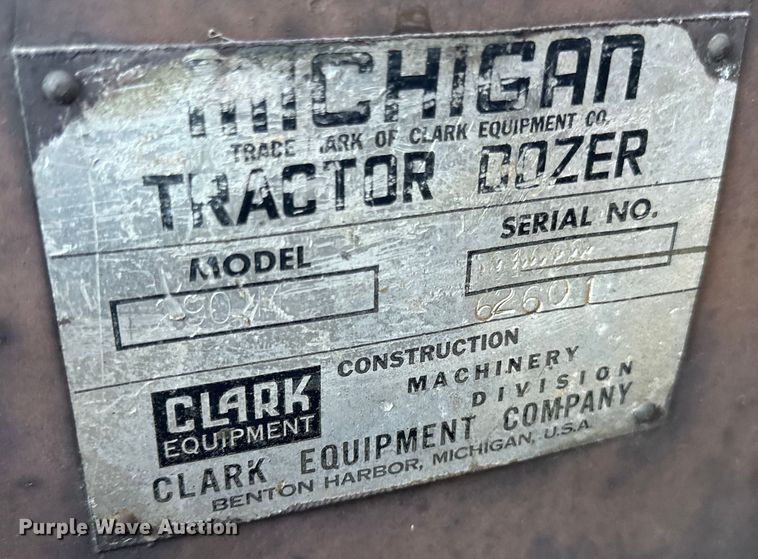 MICHIGAN
TRADE MARK OF CLARK EQUIPMENT CO.
TRACTOR DOZER
MODEL
SERIAL NO.
62601
CLARK
EQUIPMENT
CONSTRUCTION
MACHINERY
DIVISION
CLARK EQUIPMENT COMPANY
BENTON HARBOR, MICHIGAN, U.S.A.
Purple Wave Auction